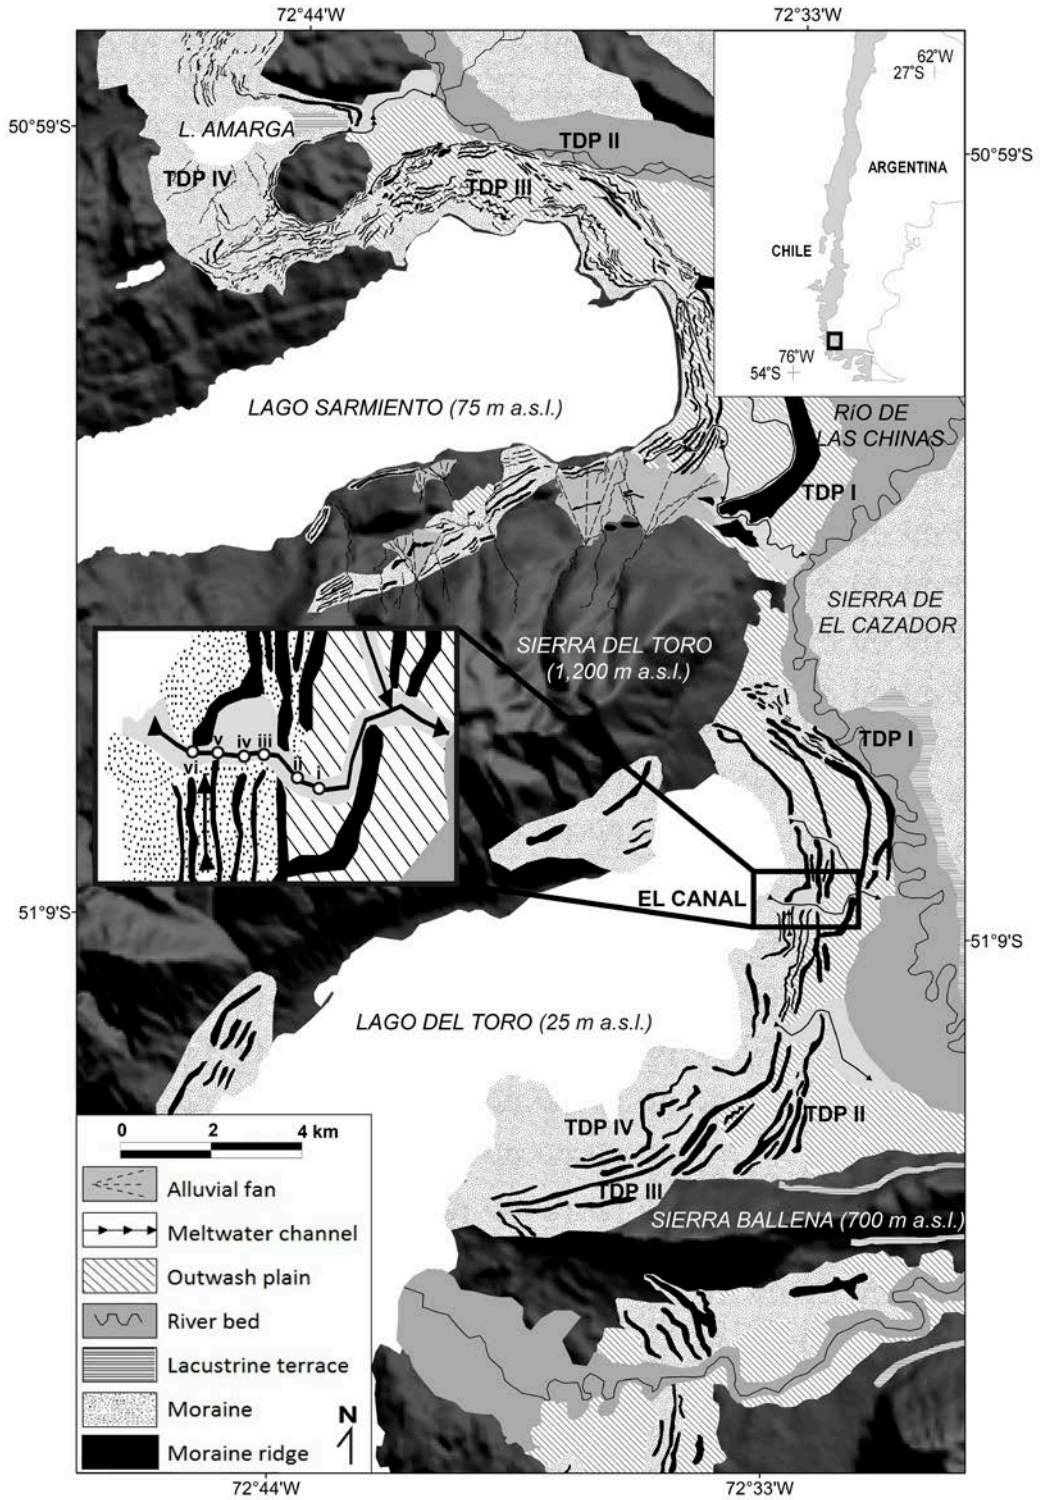 72°44'W
72°33'W
62°W
27°S
50°59'S
L. AMARGA
TDP II
50°59'S
ARGENTINA
TDP IV
TDP III
CHILE
76°W
54°S
LAGO SARMIENTO (75 m a.s.l.)
RíO DE
LAS CHINAS
TDP I
SIERRA DE
EL CAZADOR
SIERRA DEL TORO
(1,200 m a.s.l.)
TDP I
vi
v
iv
iii
ii
i
EL CANAL
51°9'S
51°9'S
LAGO DEL TORO (25 m a.s.l.)
TDP IV
TDP II
TDP III
SIERRA BALLENA (700 m a.s.l.)
0 2 4 km
Alluvial fan
Meltwater channel
Outwash plain
River bed
Lacustrine terrace
Moraine
Moraine ridge
N
72°44'W
72°33'W